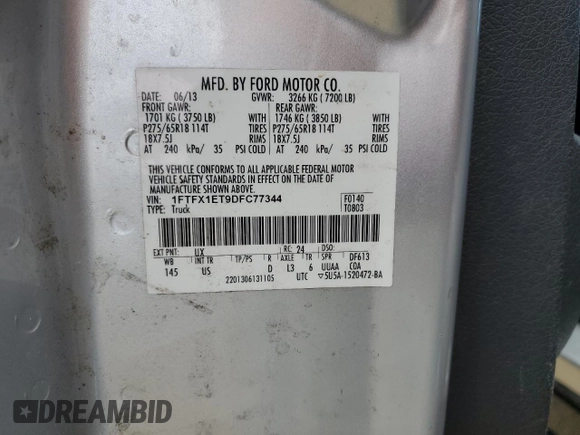 MFD. BY FORD MOTOR CO.
DATE: 06/13 GVWR: 3266 KG ( 7200 LB)
FRONT GAWR: REAR GAWR:
1701 KG ( 3750 LB) WITH 1746 KG ( 3850 LB) WITH
P275/65R18 114T TIRES P275/65R18 114T TIRES
18X7.5J RIMS 18X7.5J RIMS
AT 240 kPa/ 35 PSI COLD AT 240 kPa/ 35 PSI COLD
THIS VEHICLE CONFORMS TO ALL APPLICABLE FEDERAL MOTOR
VEHICLE SAFETY AND THEFT PREVENTION STANDARDS IN EFFECT ON THE DATE OF
MANUFACTURE SHOWN ABOVE.
VIN: 1FTFX1ET9DFC77344 F0140
TYPE: Truck T0803
EXT PNT: UX RC: 24 DSO:
WB INT TR TP/PS R AXLE TR SPR DF613
145 US D L3 6 UUAA CDA
2201306131105 UTC ▽5U5A-1520472-BA
DREAMBID